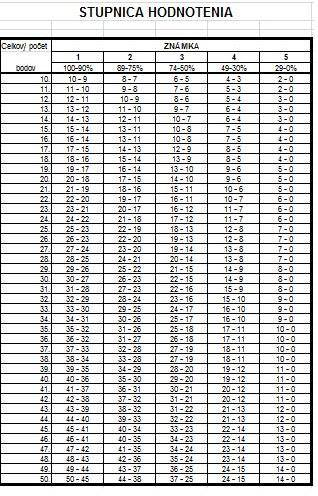 STUPNICA HODNOTENIA
Celkový počet ZNÁMKA
1 2 3 4 5
bodov 100-90% 89-75% 74-50% 49-30% 29-0%
10. 10 - 9 8 - 7 6 - 5 4 - 3 2 - 0
11. 11 - 10 9 - 8 7 - 6 5 - 3 2 - 0
12. 12 - 11 10 - 9 8 - 6 5 - 4 3 - 0
13. 13 - 12 11 - 10 9 - 7 6 - 4 3 - 0
14. 14 - 13 12 - 11 10 - 7 6 - 4 3 - 0
15. 15 - 14 13 - 11 10 - 8 7 - 5 4 - 0
16. 16 - 14 13 - 11 10 - 8 7 - 5 4 - 0
17. 17 - 15 14 - 13 12 - 9 8 - 5 4 - 0
18. 18 - 16 15 - 14 13 - 9 8 - 5 4 - 0
19. 19 - 17 16 - 14 13 - 10 9 - 6 5 - 0
20. 20 - 18 17 - 15 14 - 10 9 - 6 5 - 0
21. 21 - 19 18 - 16 15 - 11 10 - 6 5 - 0
22. 22 - 20 19 - 17 16 - 11 10 - 7 6 - 0
23. 23 - 21 20 - 17 16 - 12 11 - 7 6 - 0
24. 24 - 22 21 - 18 17 - 12 11 - 7 6 - 0
25. 25 - 23 22 - 19 18 - 13 12 - 8 7 - 0
26. 26 - 23 22 - 20 19 - 13 12 - 8 7 - 0
27. 27 - 24 23 - 20 19 - 14 13 - 8 7 - 0
28. 28 - 25 24 - 21 20 - 14 13 - 8 7 - 0
29. 29 - 26 25 - 22 21 - 15 14 - 9 8 - 0
30. 30 - 27 26 - 23 22 - 15 14 - 9 8 - 0
31. 31 - 28 27 - 23 22 - 16 15 - 9 8 - 0
32. 32 - 29 28 - 24 23 - 16 15 - 10 9 - 0
33. 33 - 30 29 - 25 24 - 17 16 - 10 9 - 0
34. 34 - 31 30 - 26 25 - 17 16 - 10 9 - 0
35. 35 - 32 31 - 26 25 - 18 17 - 11 10 - 0
36. 36 - 32 31 - 27 26 - 18 17 - 11 10 - 0
37. 37 - 33 32 - 28 27 - 19 18 - 11 10 - 0
38. 38 - 34 33 - 28 27 - 19 18 - 11 10 - 0
39. 39 - 35 34 - 29 28 - 20 19 - 12 11 - 0
40. 40 - 36 35 - 30 29 - 20 19 - 12 11 - 0
41. 41 - 37 36 - 31 30 - 21 20 - 12 11 - 0
42. 42 - 38 37 - 32 31 - 21 20 - 12 11 - 0
43. 43 - 39 38 - 32 31 - 22 21 - 13 12 - 0
44. 44 - 40 39 - 33 32 - 22 21 - 13 12 - 0
45. 45 - 41 40 - 34 33 - 23 22 - 14 13 - 0
46. 46 - 41 40 - 35 34 - 23 22 - 14 13 - 0
47. 47 - 42 41 - 35 34 - 24 23 - 14 13 - 0
48. 48 - 43 42 - 36 35 - 24 23 - 14 13 - 0
49. 49 - 44 43 - 37 36 - 25 24 - 15 14 - 0
50. 50 - 45 44 - 38 37 - 25 24 - 15 14 - 0